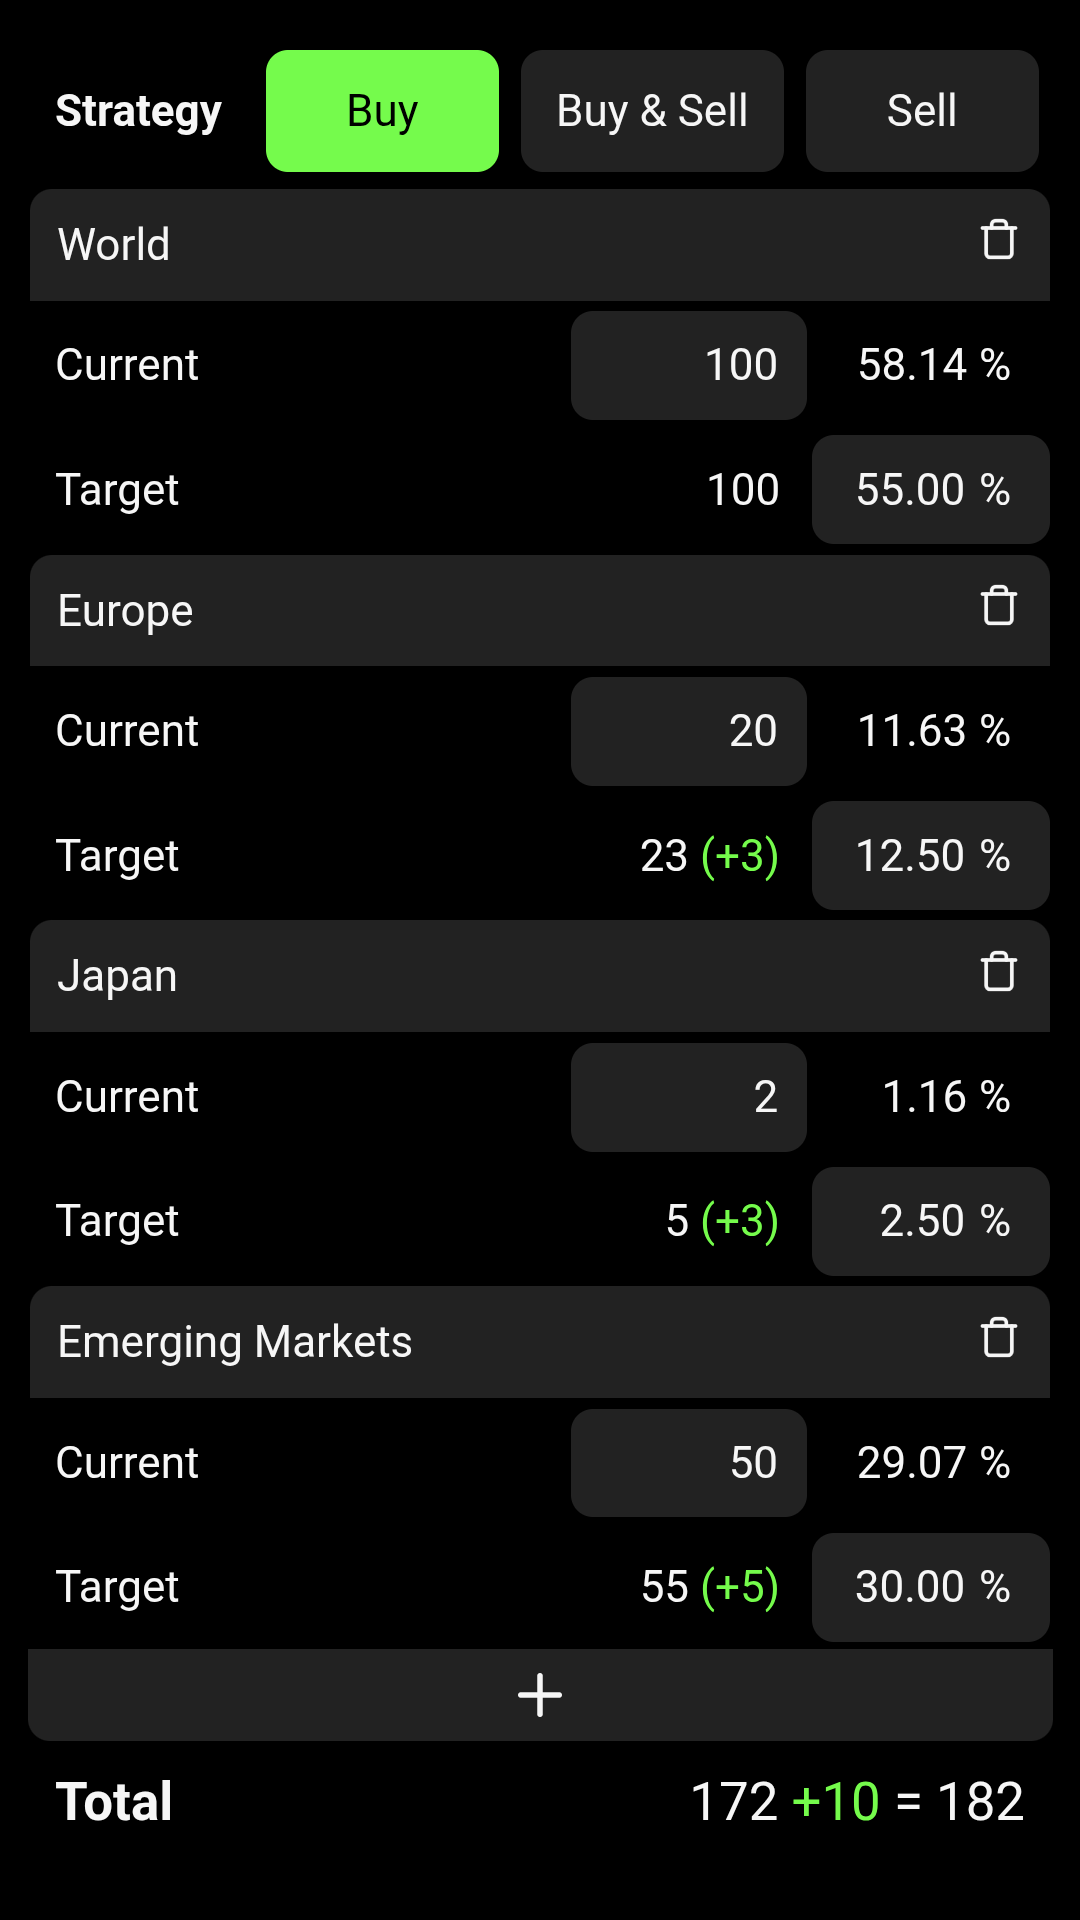 Strategy Buy Buy & Sell Sell
World
Current 100 58.14 %
Target 100 55.00 %
Europe
Current 20 11.63 %
Target 23 (+3) 12.50 %
Japan
Current 2 1.16 %
Target 5 (+3) 2.50 %
Emerging Markets
Current 50 29.07 %
Target 55 (+5) 30.00 %
+
Total 172 +10 = 182